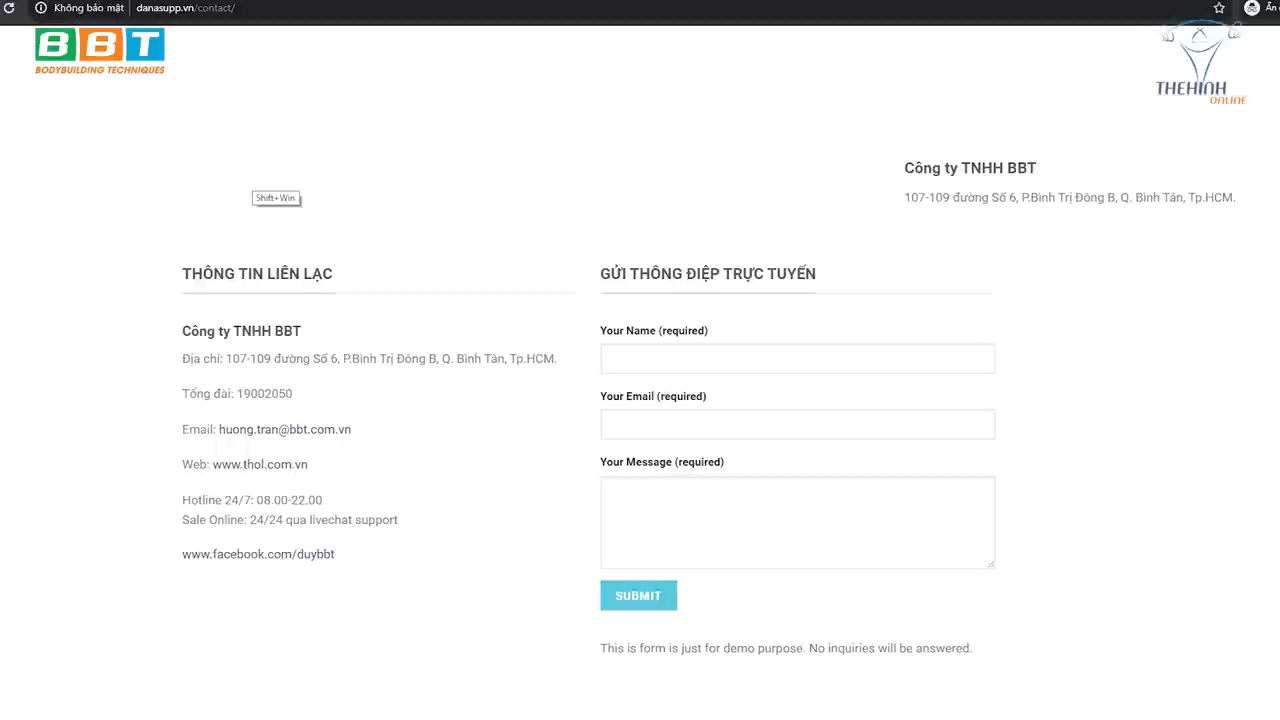 Không bảo mật danasupp.vn/contact/
Ẩn
BBT
BODYBUILDING TECHNIQUES
THEHINH
ONLINE
Công ty TNHH BBT
107-109 đường Số 6, P.Bình Trị Đông B, Q. Bình Tân, Tp.HCM.
Shift+Win
THÔNG TIN LIÊN LẠC
Công ty TNHH BBT
Địa chỉ: 107-109 đường Số 6, P.Bình Trị Đông B, Q. Bình Tân, Tp.HCM.
Tổng đài: 19002050
Email: huong.tran@bbt.com.vn
Web: www.thol.com.vn
Hotline 24/7: 08.00-22.00
Sale Online: 24/24 qua livechat support
www.facebook.com/duybbt
GỬI THÔNG ĐIỆP TRỰC TUYẾN
Your Name (required)
Your Email (required)
Your Message (required)
SUBMIT
This is form is just for demo purpose. No inquiries will be answered.